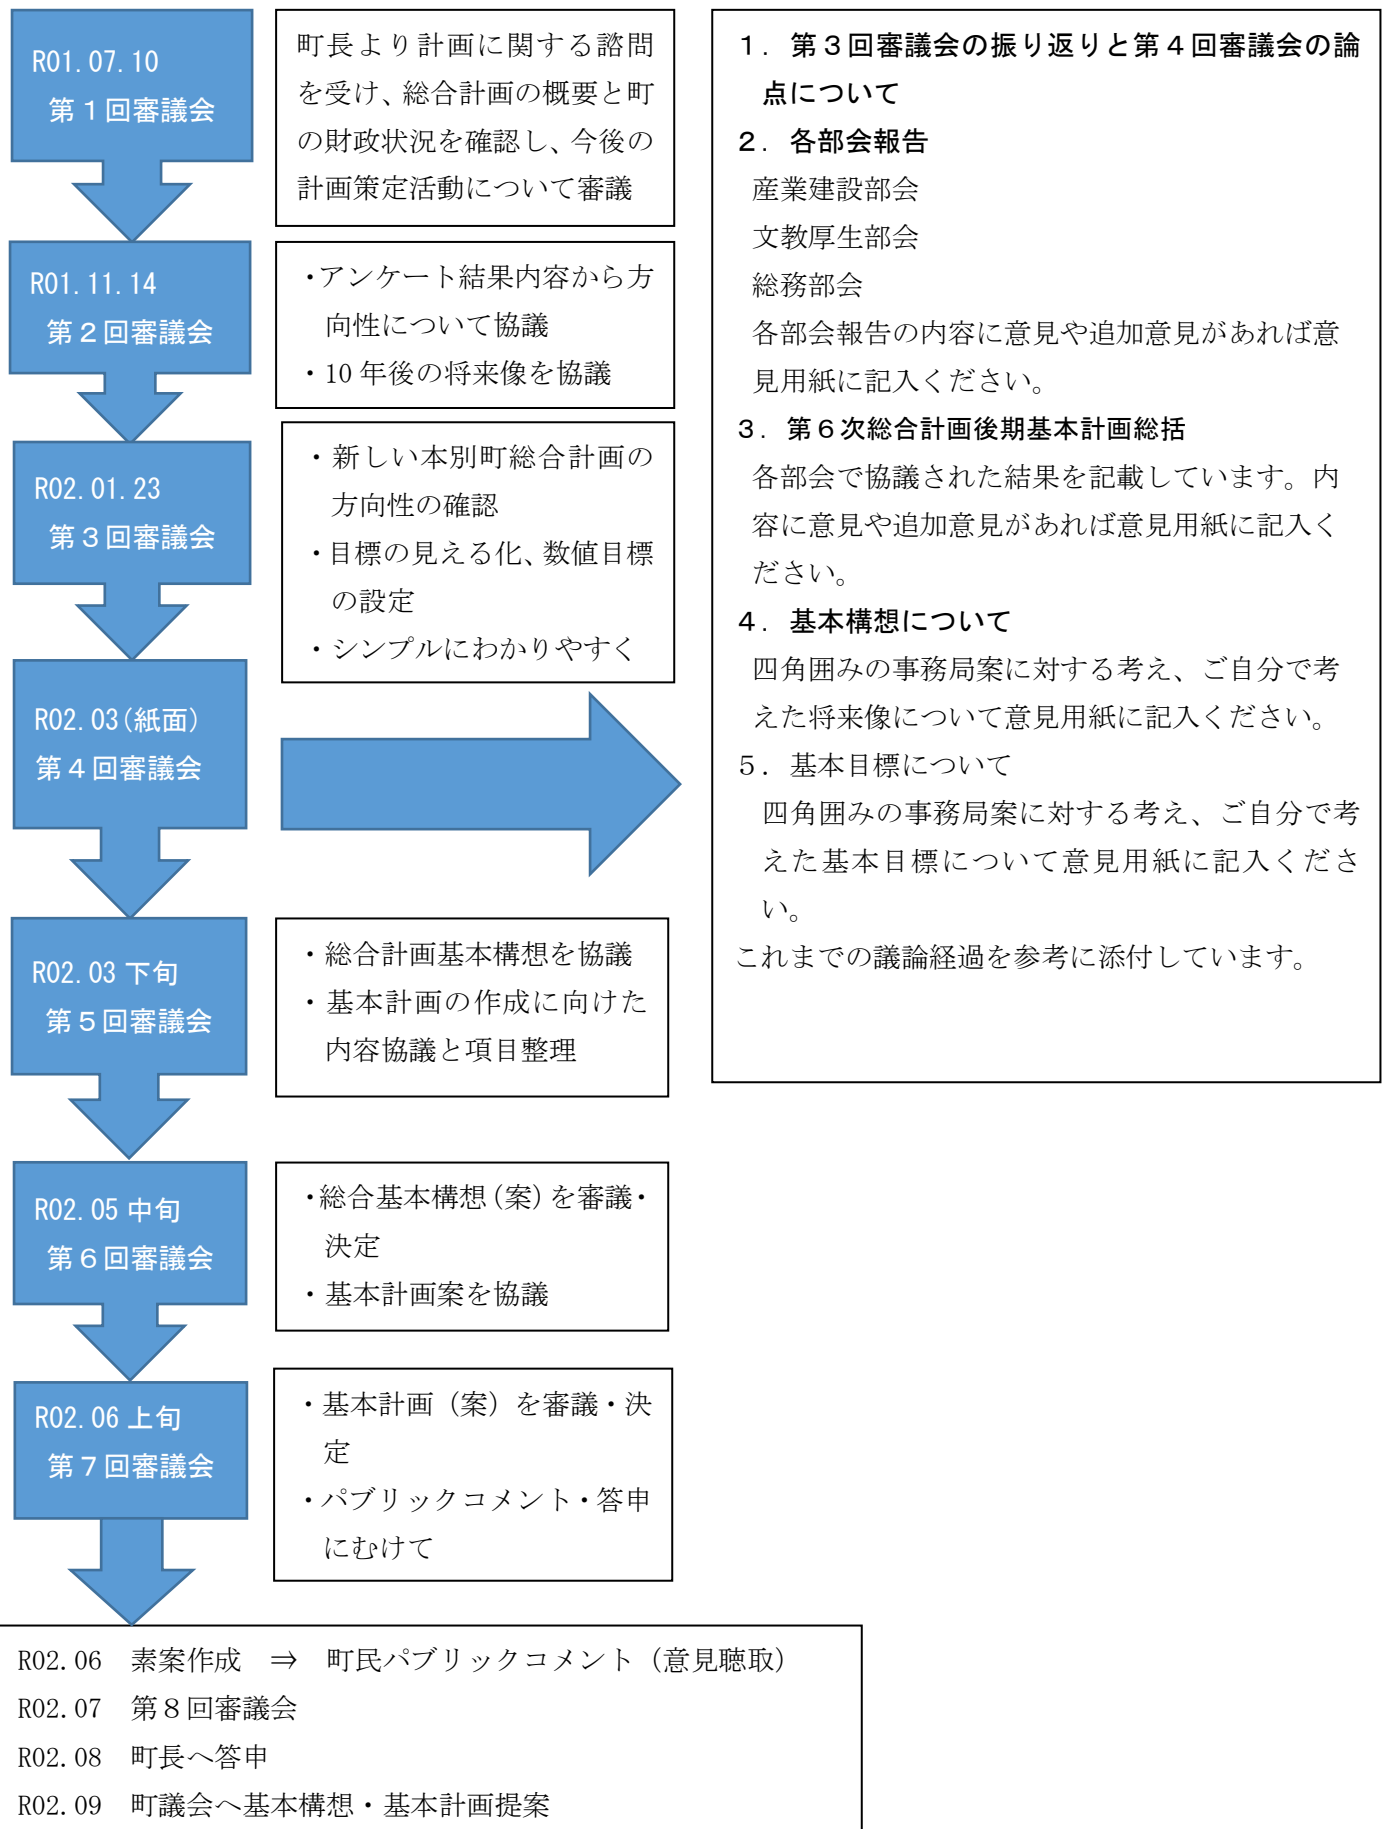 R01.07.10
第１回審議会
町長より計画に関する諮問
を受け、総合計画の概要と町
の財政状況を確認し、今後の
計画策定活動について審議
R01.11.14
第２回審議会
・アンケート結果内容から方
向性について協議
・10 年後の将来像を協議
R02.01.23
第３回審議会
・新しい本別町総合計画の
方向性の確認
・目標の見える化、数値目標
の設定
・シンプルにわかりやすく
R02.03(紙面)
第４回審議会
R02.03 下旬
第５回審議会
・総合計画基本構想を協議
・基本計画の作成に向けた
内容協議と項目整理
R02.05 中旬
第６回審議会
・総合基本構想(案)を審議・
決定
・基本計画案を協議
R02.06 上旬
第７回審議会
・基本計画（案）を審議・決
定
・パブリックコメント・答申
にむけて
１．第３回審議会の振り返りと第４回審議会の論
点について
２．各部会報告
産業建設部会
文教厚生部会
総務部会
各部会報告の内容に意見や追加意見があれば意
見用紙に記入ください。
３．第６次総合計画後期基本計画総括
各部会で協議された結果を記載しています。内
容に意見や追加意見があれば意見用紙に記入く
ださい。
４．基本構想について
四角囲みの事務局案に対する考え、ご自分で考
えた将来像について意見用紙に記入ください。
５．基本目標について
四角囲みの事務局案に対する考え、ご自分で考
えた基本目標について意見用紙に記入くださ
い。
これまでの議論経過を参考に添付しています。
R02.06　素案作成　⇒　町民パブリックコメント（意見聴取）
R02.07　第８回審議会
R02.08　町長へ答申
R02.09　町議会へ基本構想・基本計画提案